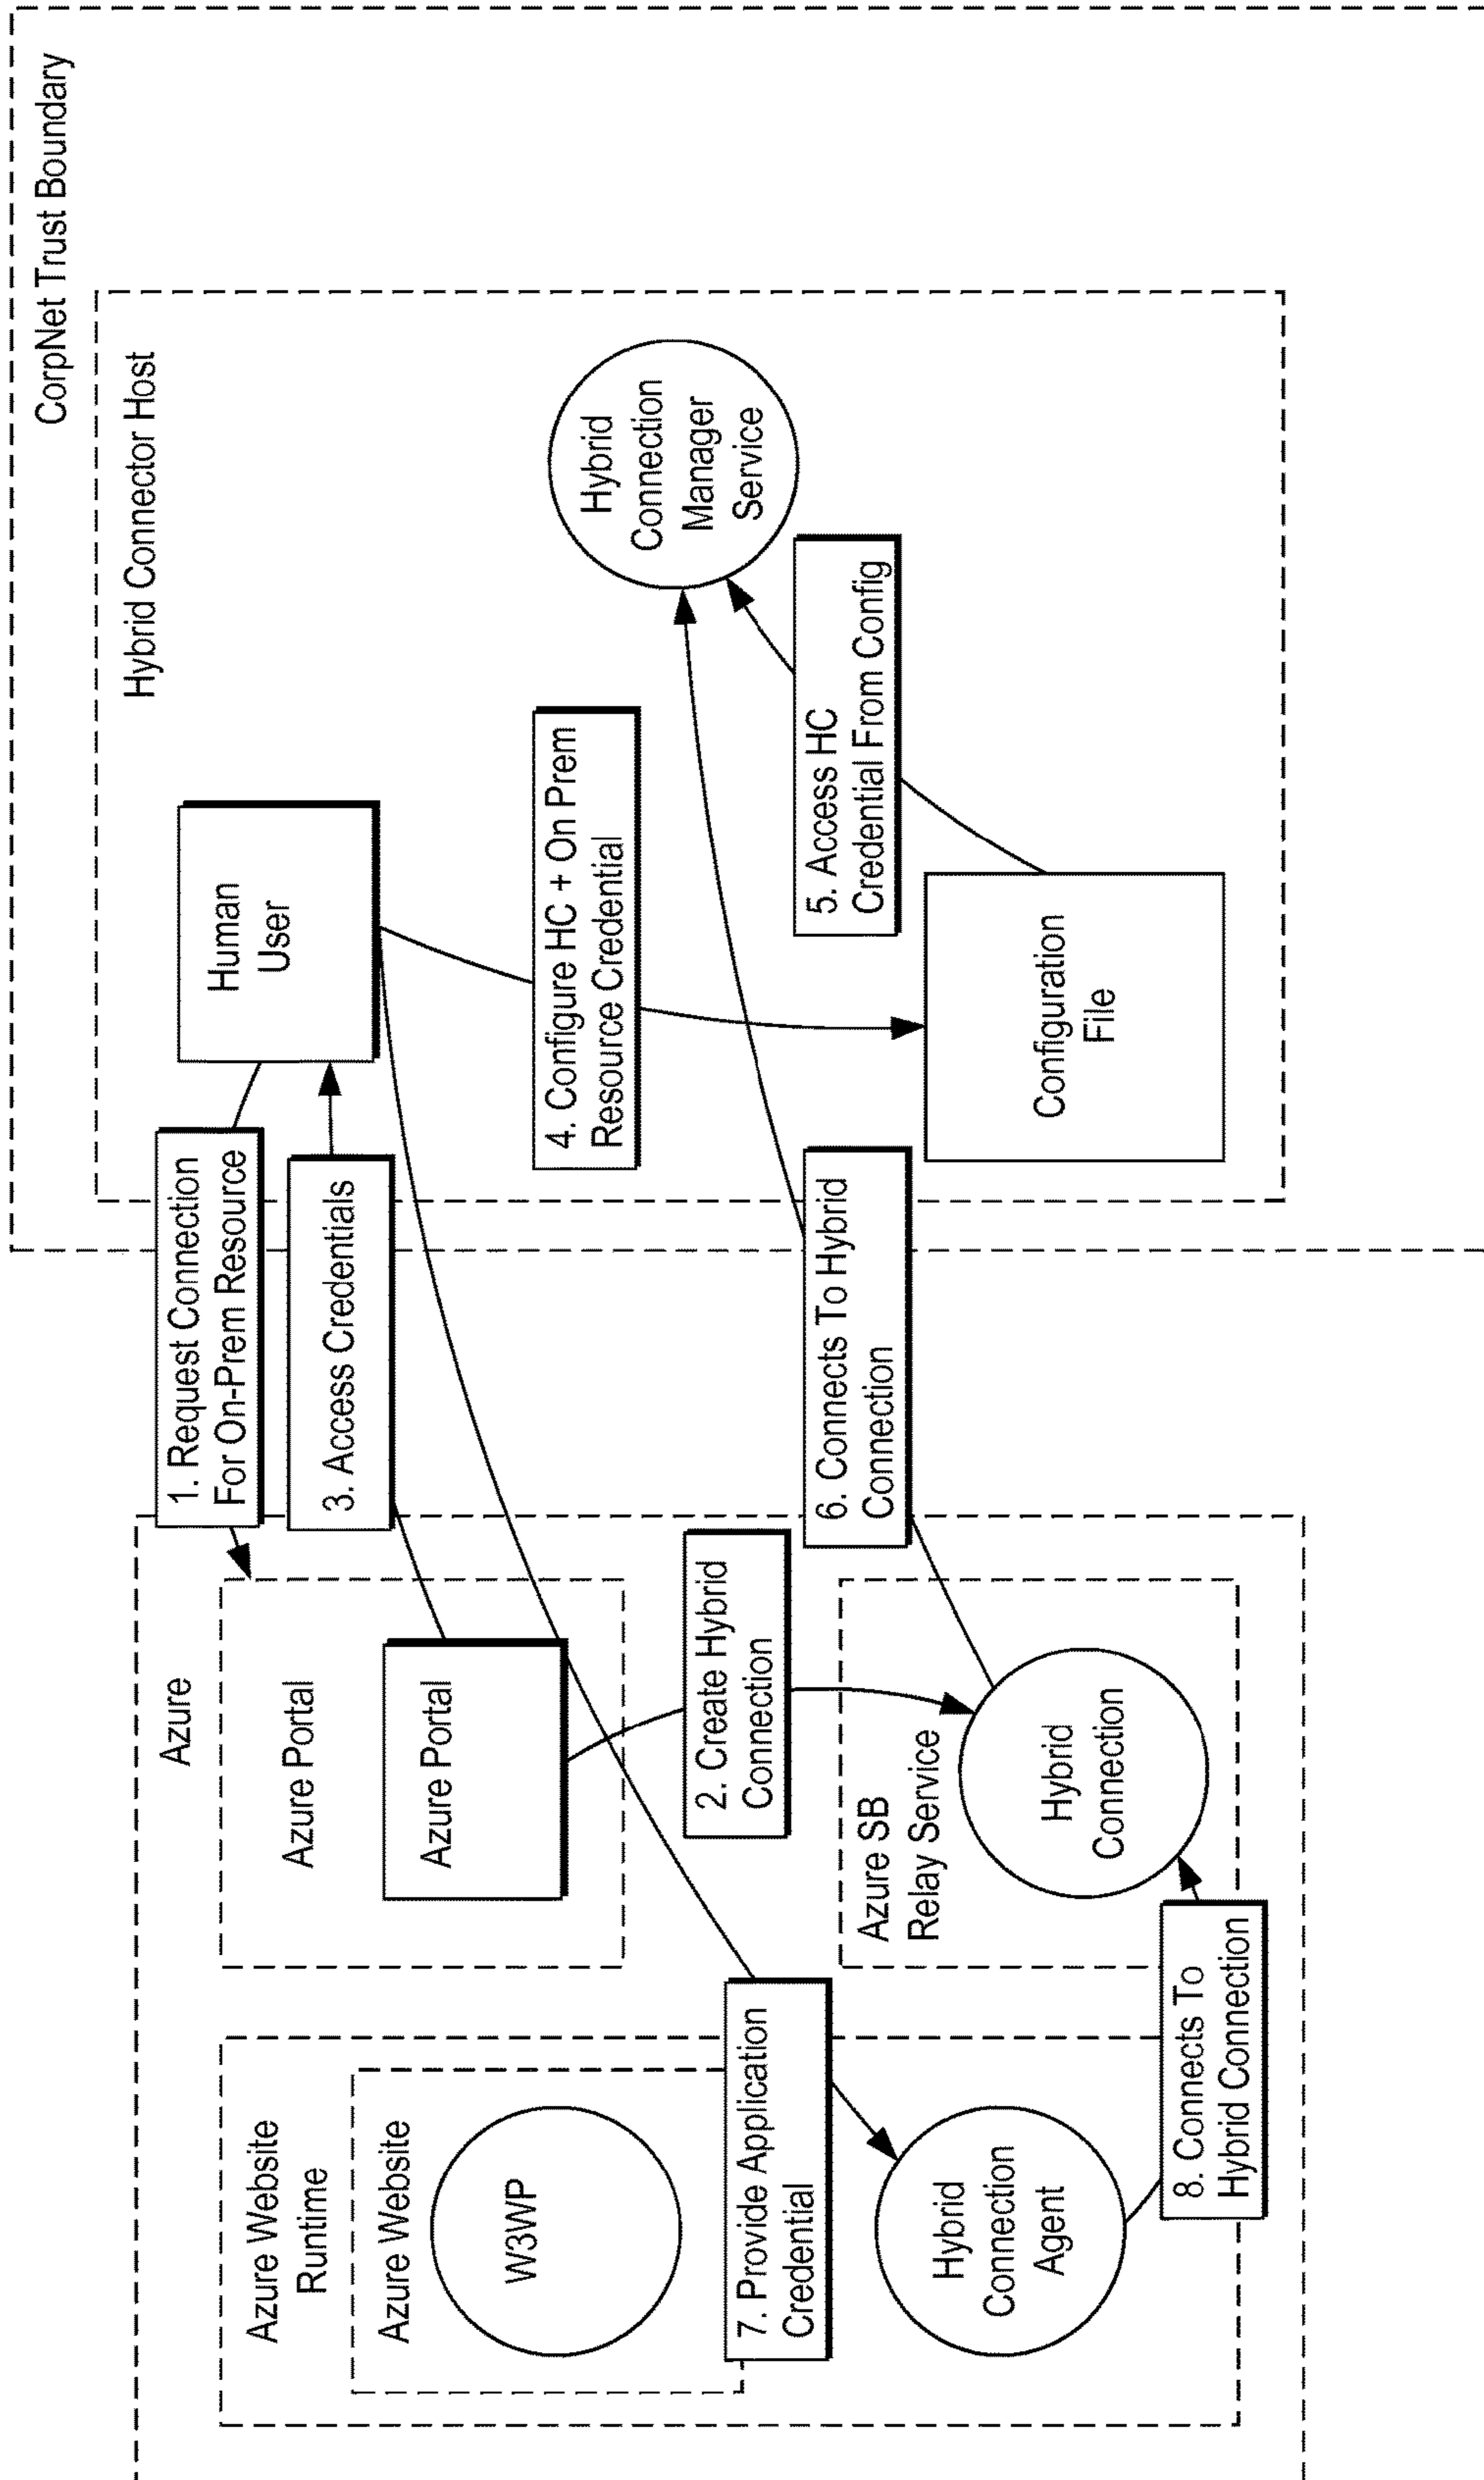 CorpNet Trust Boundary
Hybrid Connector Host
Azure
Azure Website
Runtime
Azure Website
W3WP
Azure Portal
Azure Portal
1. Request Connection
For On-Prem Resource
3. Access Credentials
Human
User
4. Configure HC + On Prem
Resource Credential
Hybrid
Connection
Manager
Service
2. Create Hybrid
Connection
7. Provide Application
Credential
6. Connects To Hybrid
Connection
5. Access HC
Credential From Config
Azure SB
Relay Service
Hybrid
Connection
Agent
Hybrid
Connection
Configuration
File
8. Connects To
Hybrid Connection